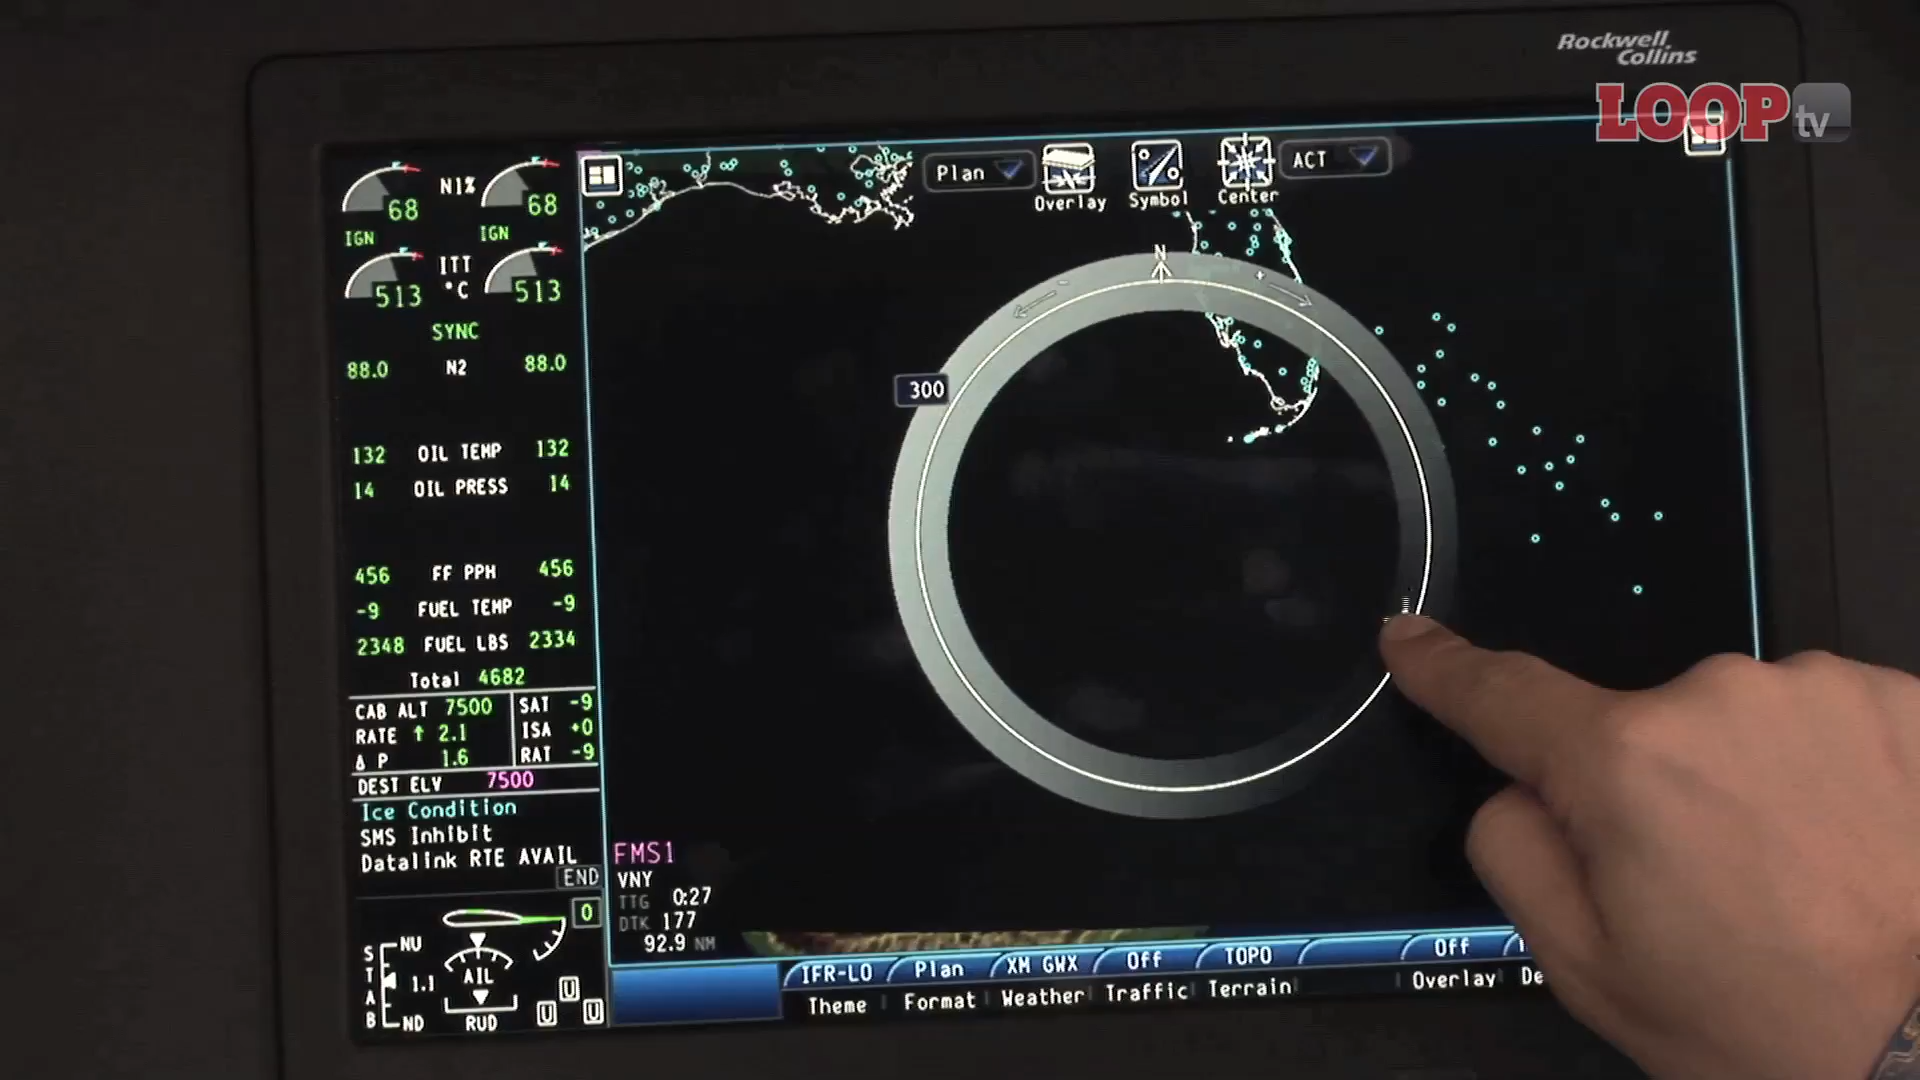 Rockwell
Collins
LOOP tv
68 N1% 68
IGN IGN
ITT
513 °C 513
SYNC
88.0 N2 88.0
132 OIL TEMP 132
14 OIL PRESS 14
456 FF PPH 456
-9 FUEL TEMP -9
2348 FUEL LBS 2334
Total 4682
CAB ALT 7500 SAT -9
RATE ↑ 2.1 ISA +0
Δ P 1.6 RAT -9
DEST ELV 7500
Ice Condition
SMS Inhibit
Datalink RTE AVAIL
END
0
STAB
NU
1.1
ND
AIL
RUD
U
U U
Plan
Overlay
Symbol
Center
ACT
N
300
FMS1
VNY
TTG 0:27
DTK 177
92.9 NM
IFR-LO Plan XM GWX Off TOPO Off
Theme Format Weather Traffic Terrain Overlay De